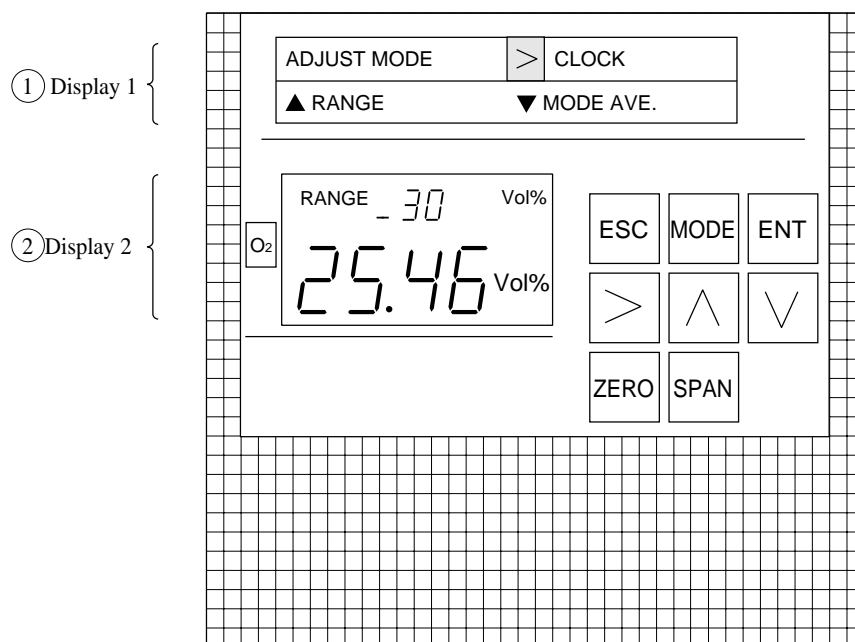 ① Display 1
ADJUST MODE > CLOCK
▲ RANGE ▼ MODE AVE.
② Display 2
RANGE _ 30 Vol%
O₂
25.46 Vol%
ESC MODE ENT
> ∧ ∨
ZERO SPAN